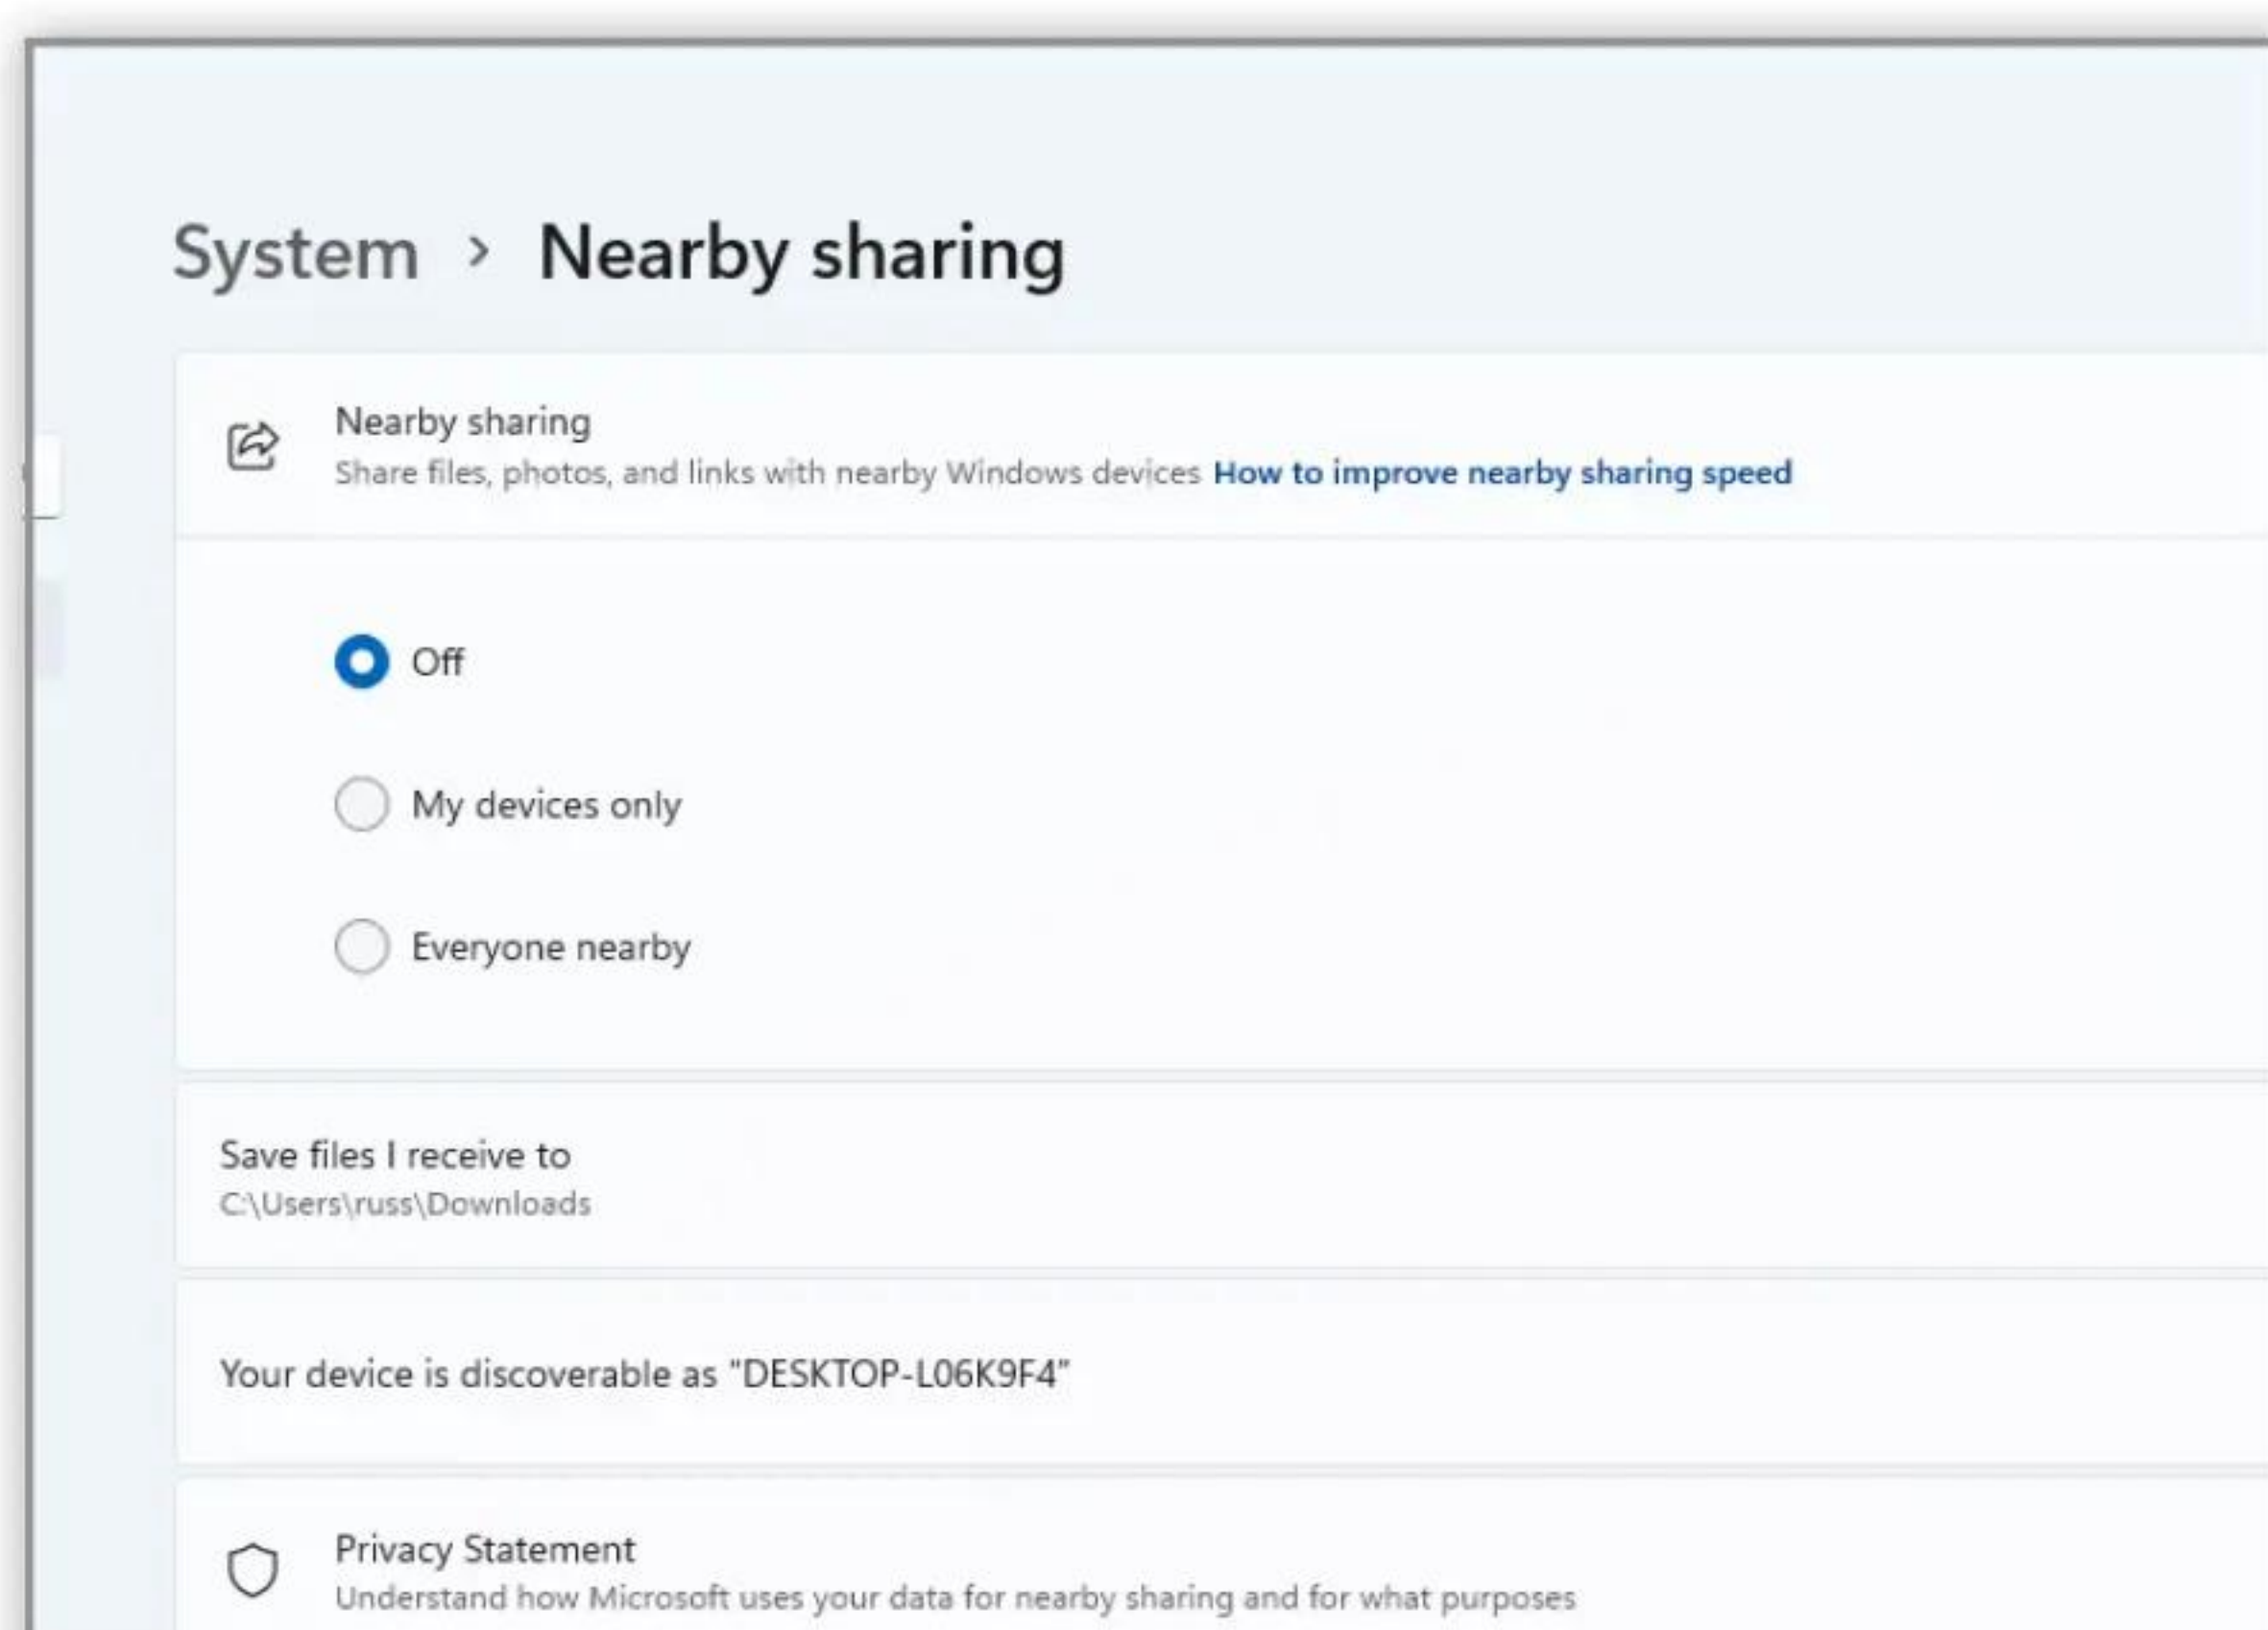 System > Nearby sharing
Nearby sharing
Share files, photos, and links with nearby Windows devices How to improve nearby sharing speed
Off
My devices only
Everyone nearby
Save files I receive to
C:\Users\russ\Downloads
Your device is discoverable as "DESKTOP-L06K9F4"
Privacy Statement
Understand how Microsoft uses your data for nearby sharing and for what purposes